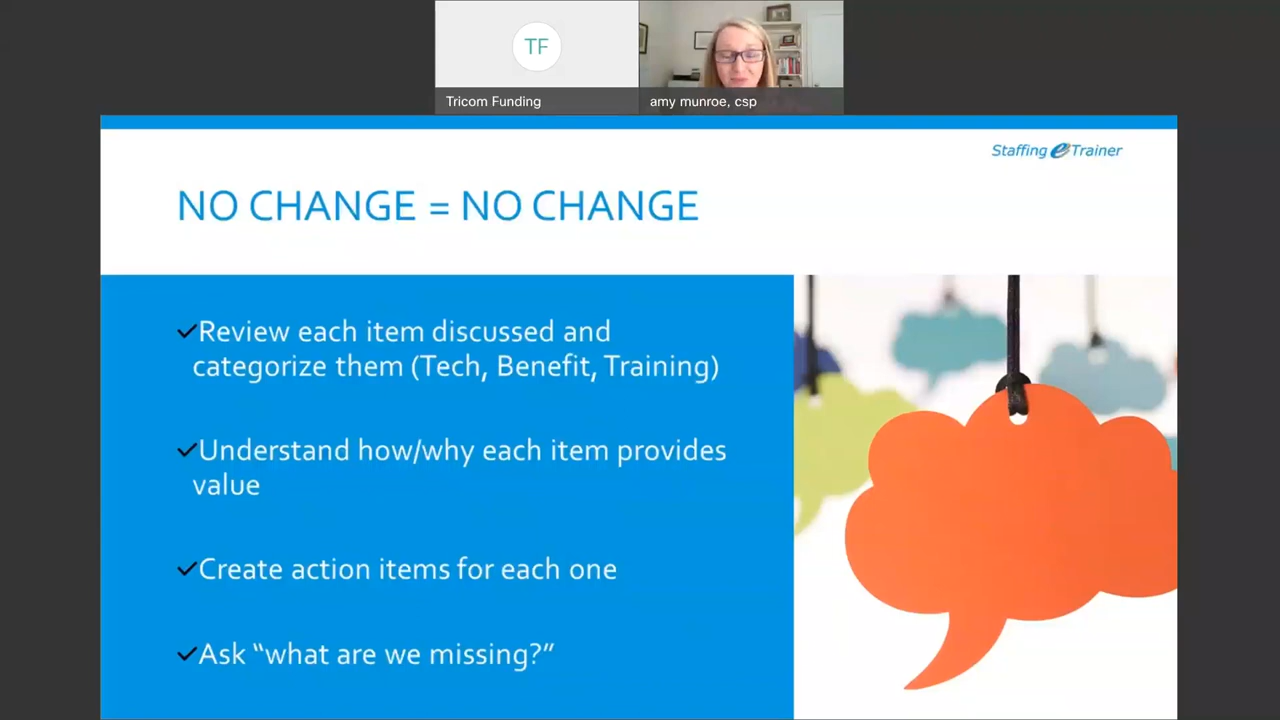 TF
Tricom Funding
amy munroe, csp
Staffing eTrainer
NO CHANGE = NO CHANGE
Review each item discussed and
categorize them (Tech, Benefit, Training)
Understand how/why each item provides
value
Create action items for each one
Ask “what are we missing?”